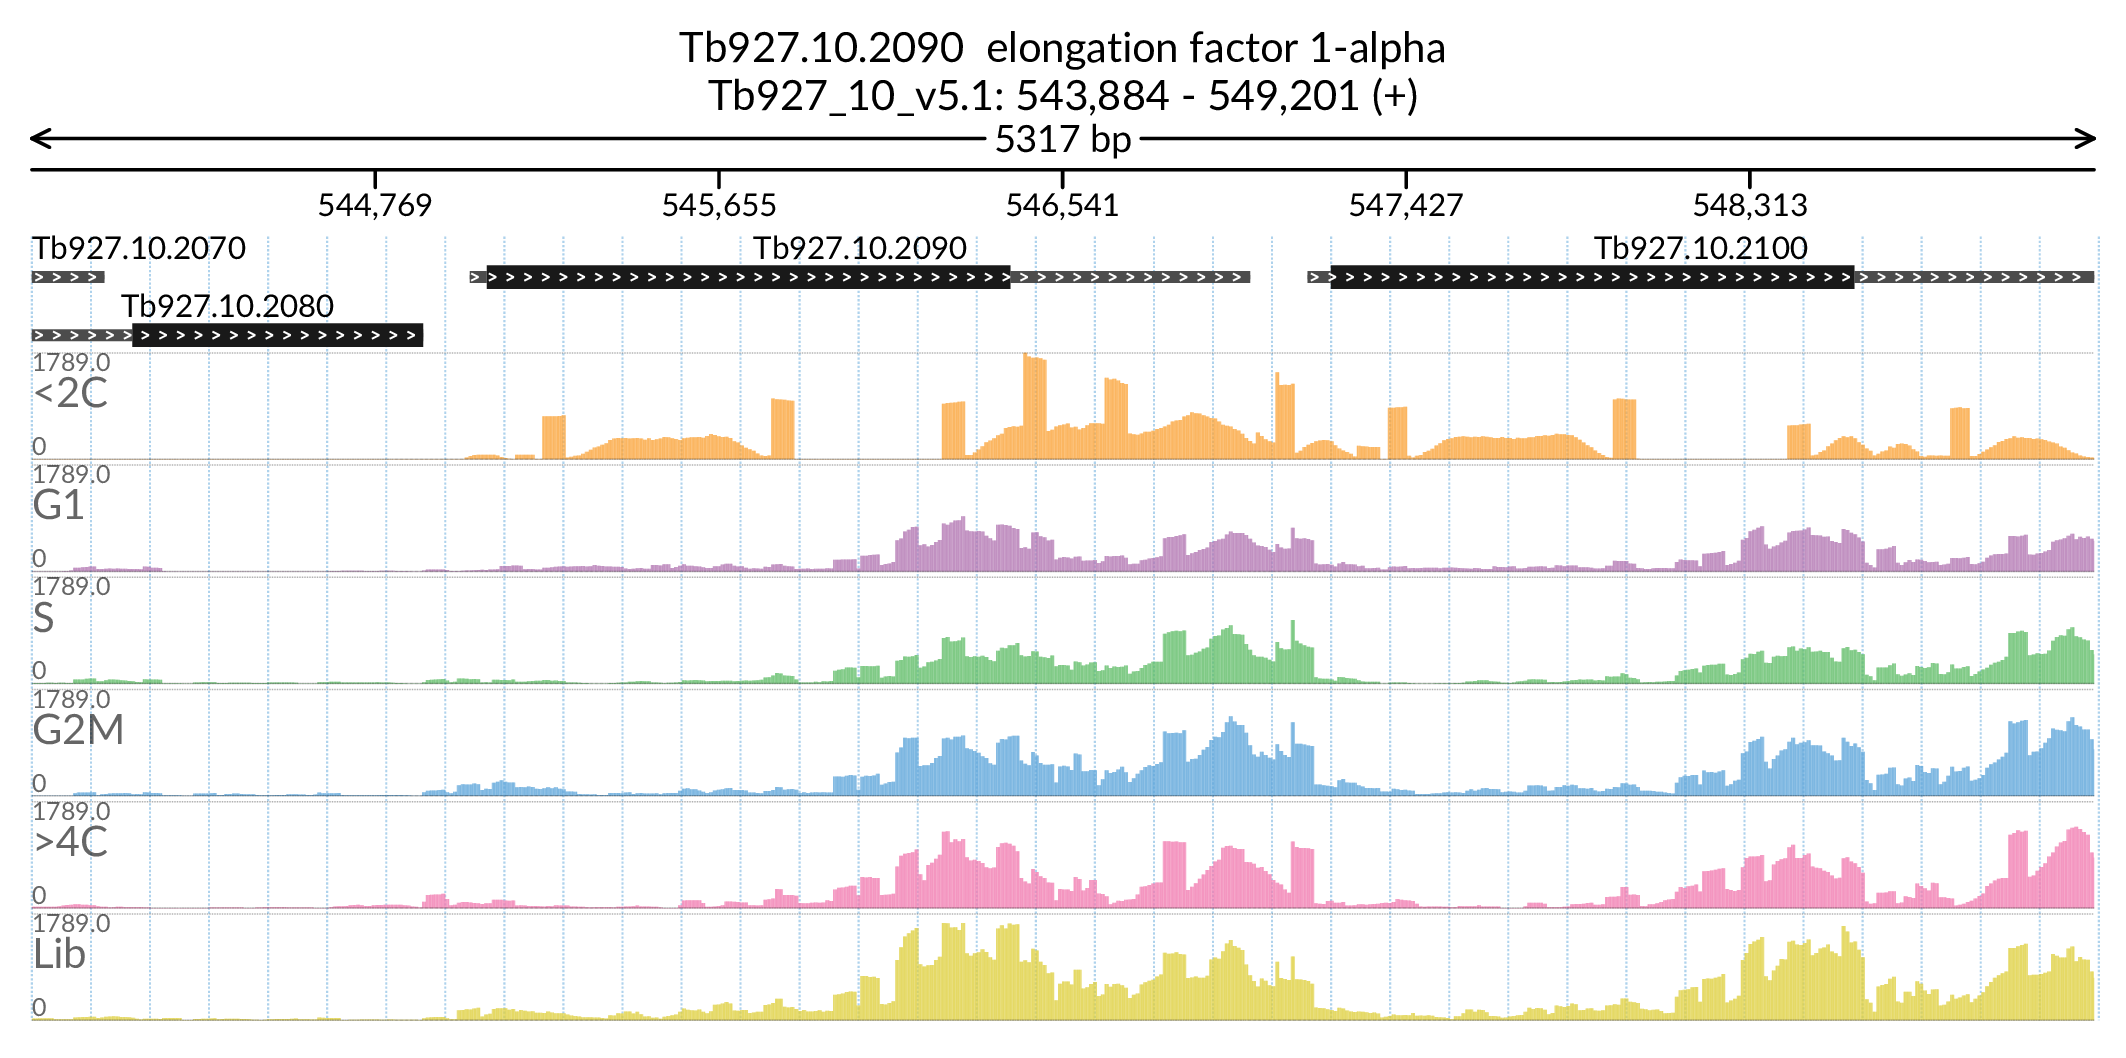 Tb927.10.2090  elongation factor 1-alpha
Tb927_10_v5.1: 543,884 - 549,201 (+)
5317 bp
544,769 545,655 546,541 547,427 548,313
Tb927.10.2070 Tb927.10.2090 Tb927.10.2100
Tb927.10.2080
1789.0
<2C
0
1789.0
G1
0
1789.0
S
0
1789.0
G2M
0
1789.0
>4C
0
1789.0
Lib
0